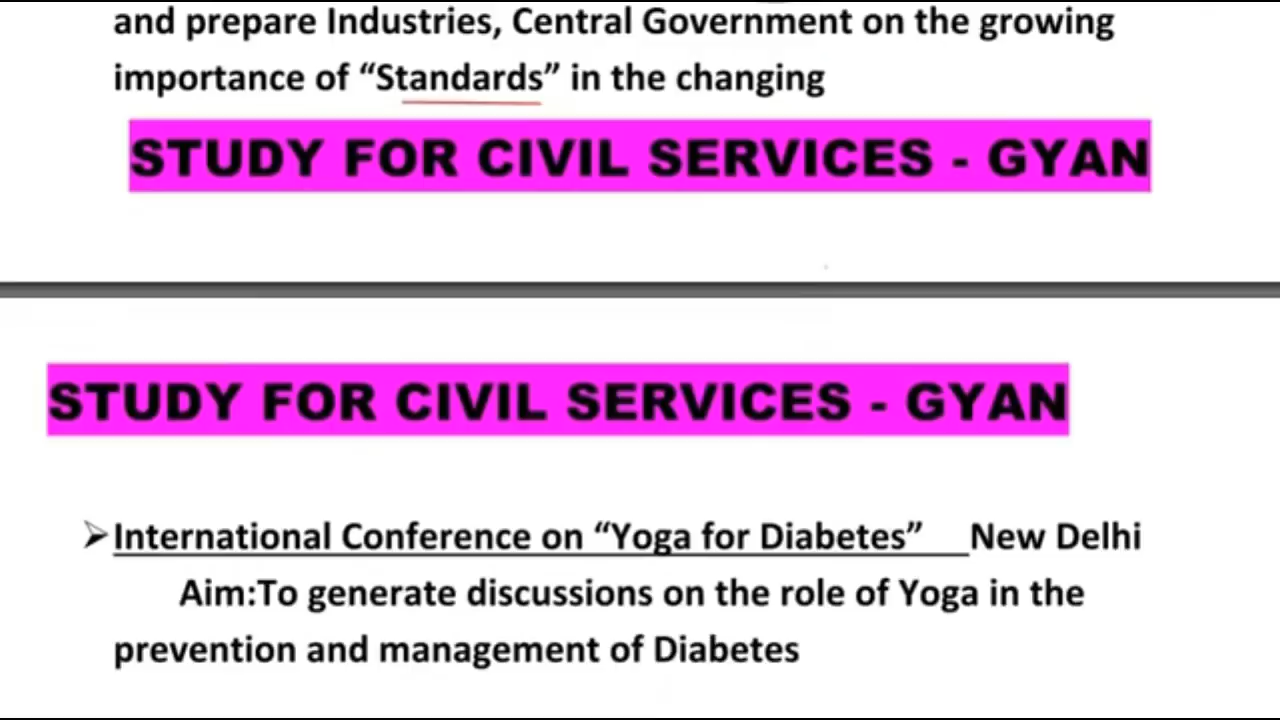 and prepare Industries, Central Government on the growing
importance of “Standards” in the changing
STUDY FOR CIVIL SERVICES - GYAN
STUDY FOR CIVIL SERVICES - GYAN
➢International Conference on “Yoga for Diabetes” New Delhi
Aim:To generate discussions on the role of Yoga in the
prevention and management of Diabetes